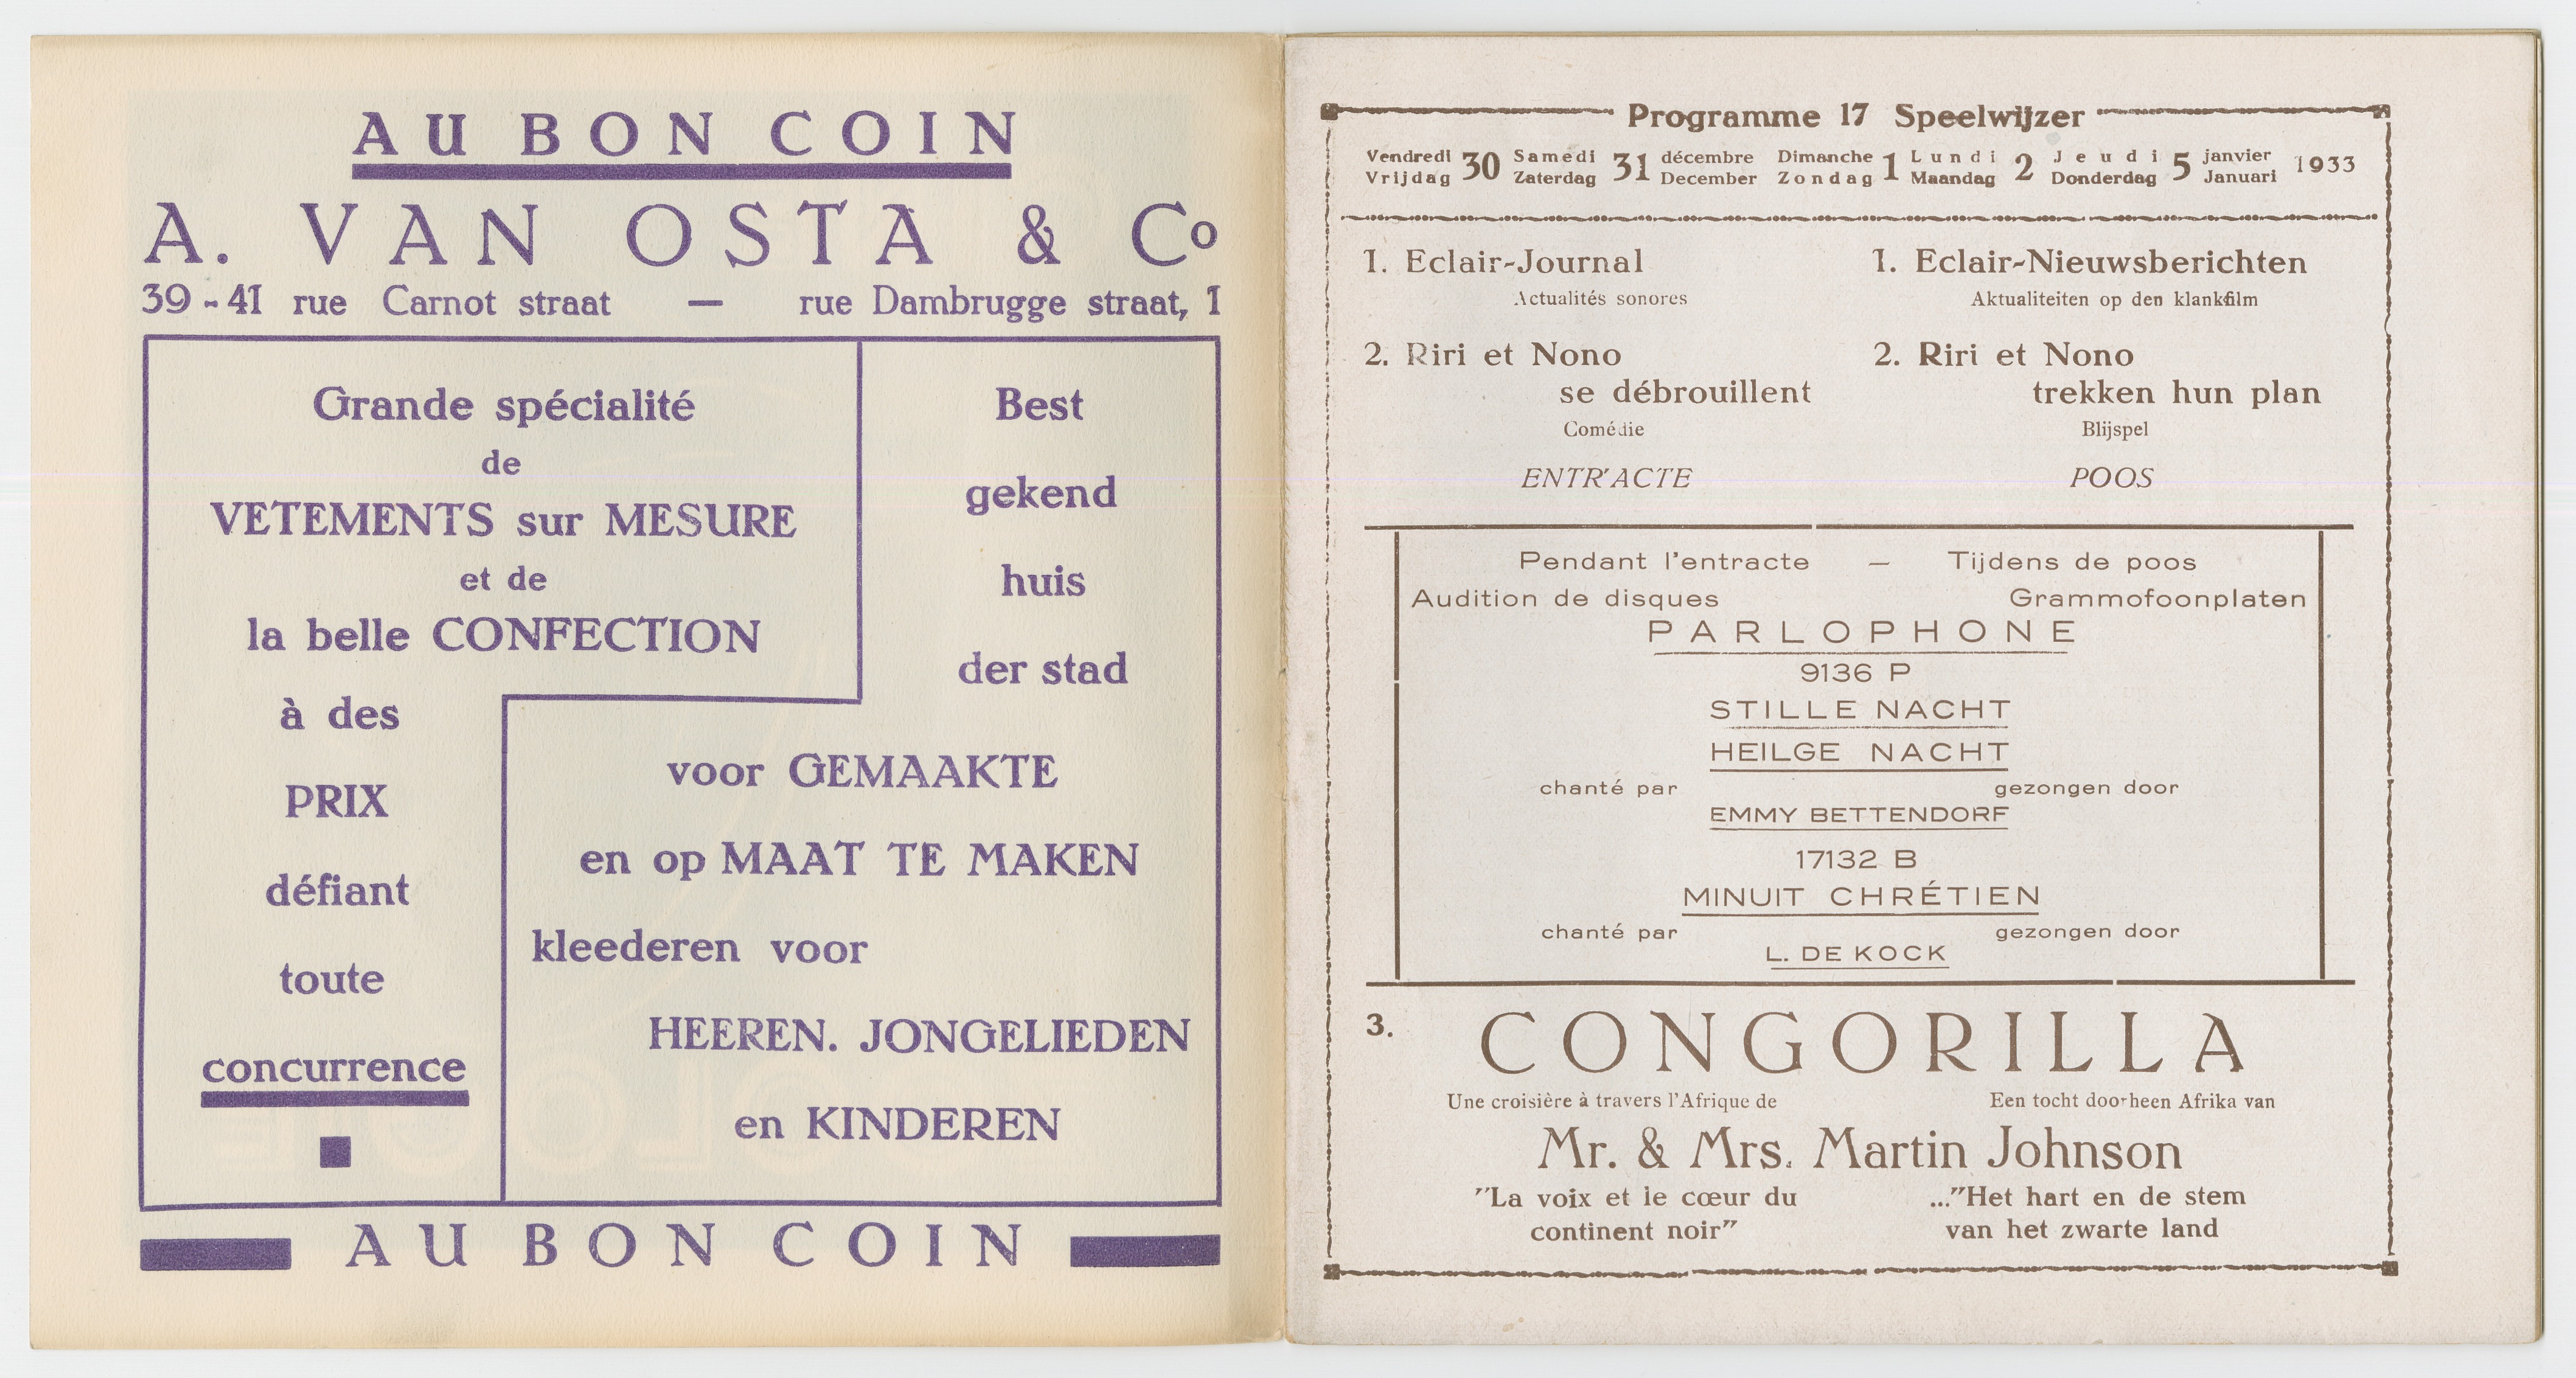 AU BON COIN
A. VAN OSTA & Co
39-41 rue Carnot straat — rue Dambrugge straat, 1
Grande spécialité
de
VETEMENTS sur MESURE
et de
la belle CONFECTION
à des
PRIX
défiant
toute
concurrence
Best
gekend
huis
der stad
voor GEMAAKTE
en op MAAT TE MAKEN
kleederen voor
HEEREN. JONGELIEDEN
en KINDEREN
AU BON COIN
Programme 17 Speelwijzer
Vendredi 30 Samedi 31 décembre Dimanche 1 Lundi 2 Jeudi 5 janvier 1933
Vrijdag Zaterdag December Zondag Maandag Donderdag Januari
1. Eclair-Journal
Actualités sonores
2. Riri et Nono
se débrouillent
Comédie
ENTR'ACTE
1. Eclair-Nieuwsberichten
Aktualiteiten op den klankfilm
2. Riri et Nono
trekken hun plan
Blijspel
POOS
Pendant l'entracte — Tijdens de poos
Audition de disques Grammofoonplaten
PARLOPHONE
9136 P
STILLE NACHT
HEILGE NACHT
chanté par gezongen door
EMMY BETTENDORF
17132 B
MINUIT CHRÉTIEN
chanté par gezongen door
L. DE KOCK
3. CONGORILLA
Une croisière à travers l'Afrique de Een tocht doorheen Afrika van
Mr. & Mrs. Martin Johnson
"La voix et le cœur du
continent noir"
..."Het hart en de stem
van het zwarte land